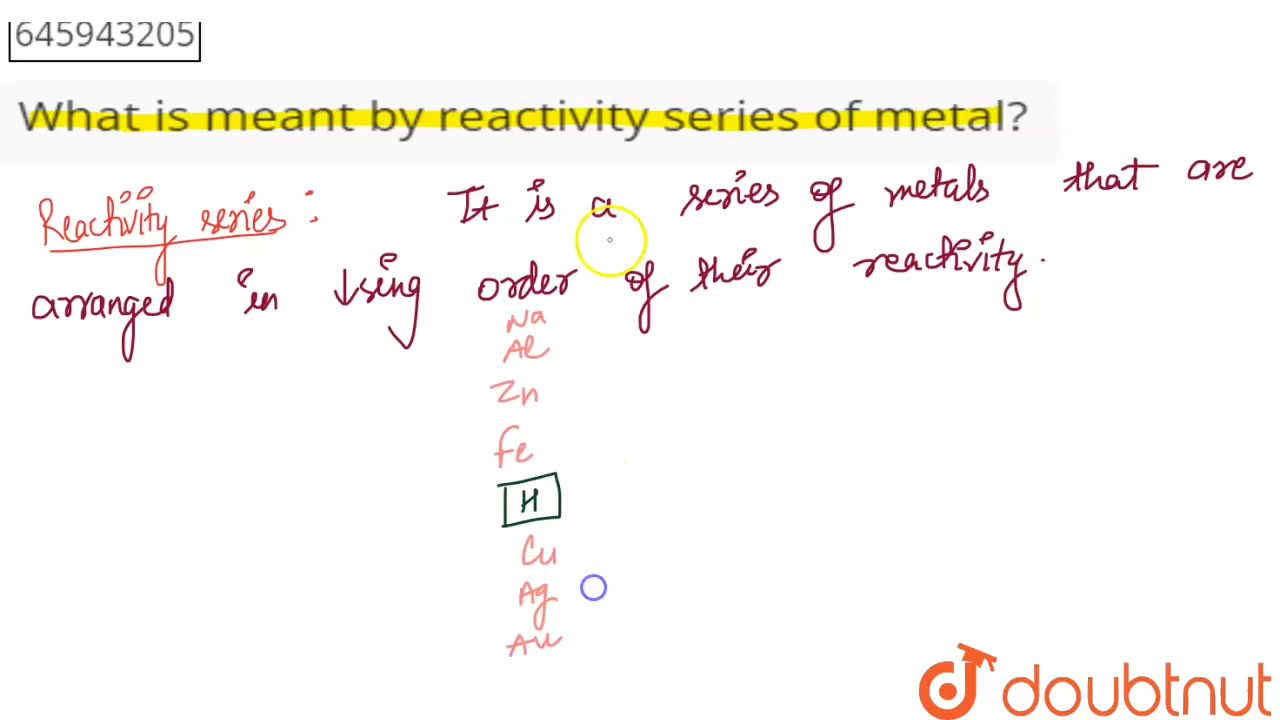 645943205
What is meant by reactivity series of metal?
Reactivity series : It is a series of metals that are
arranged in ↓sing order of their reactivity.
Na
Al
Zn
Fe
H
Cu
Ag
Au
doubtnut